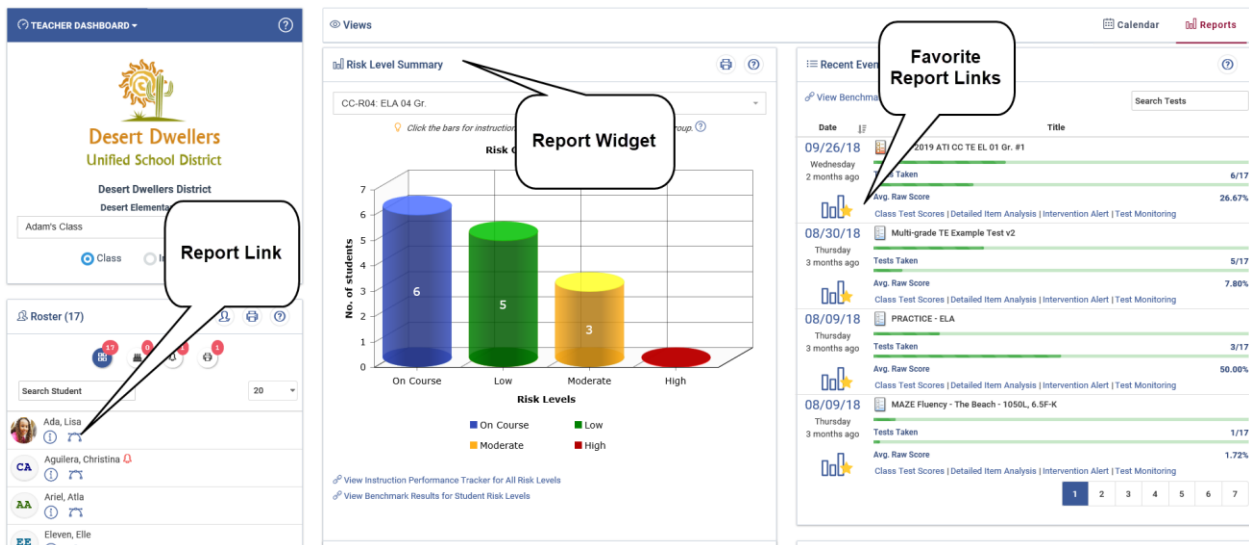 TEACHER DASHBOARD
Desert Dwellers
Unified School District
Desert Dwellers District
Desert Elementa
Adam's Class
Class
Report Link
Roster (17)
17
0
1
Search Student
20
Ada, Lisa
CA
Aguilera, Christina
AA
Ariel, Atla
EE
Eleven, Elle
Views
Calendar
Reports
Risk Level Summary
CC-R04: ELA 04 Gr.
Click the bars for instruction
oup.
Report Widget
Risk
No. of students
7
6
5
4
3
2
1
0
6
5
3
On Course
Low
Moderate
High
Risk Levels
On Course
Low
Moderate
High
View Instruction Performance Tracker for All Risk Levels
View Benchmark Results for Student Risk Levels
Favorite
Report Links
Recent Eve
View Benchma
Search Tests
Date
Title
09/26/18
Wednesday
2 months ago
2019 ATI CC TE EL 01 Gr. #1
Tests Taken
6/17
Avg. Raw Score
26.67%
Class Test Scores | Detailed Item Analysis | Intervention Alert | Test Monitoring
08/30/18
Thursday
3 months ago
Multi-grade TE Example Test v2
Tests Taken
5/17
Avg. Raw Score
7.80%
Class Test Scores | Detailed Item Analysis | Intervention Alert | Test Monitoring
08/09/18
Thursday
3 months ago
PRACTICE - ELA
Tests Taken
3/17
Avg. Raw Score
50.00%
Class Test Scores | Detailed Item Analysis | Intervention Alert | Test Monitoring
08/09/18
Thursday
3 months ago
MAZE Fluency - The Beach - 1050L, 6.5F-K
Tests Taken
1/17
Avg. Raw Score
1.72%
Class Test Scores | Detailed Item Analysis | Intervention Alert | Test Monitoring
1 2 3 4 5 6 7